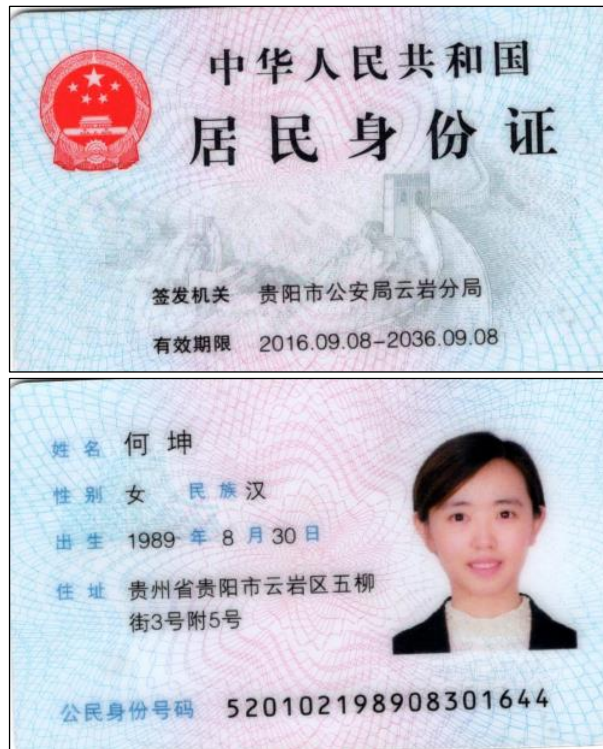 中华人民共和国
居民身份证
签发机关 贵阳市公安局云岩分局
有效期限 2016.09.08-2036.09.08
姓名 何坤
性别 女 民族 汉
出生 1989 年 8 月 30 日
住址 贵州省贵阳市云岩区五柳
街3号附5号
公民身份号码 520102198908301644